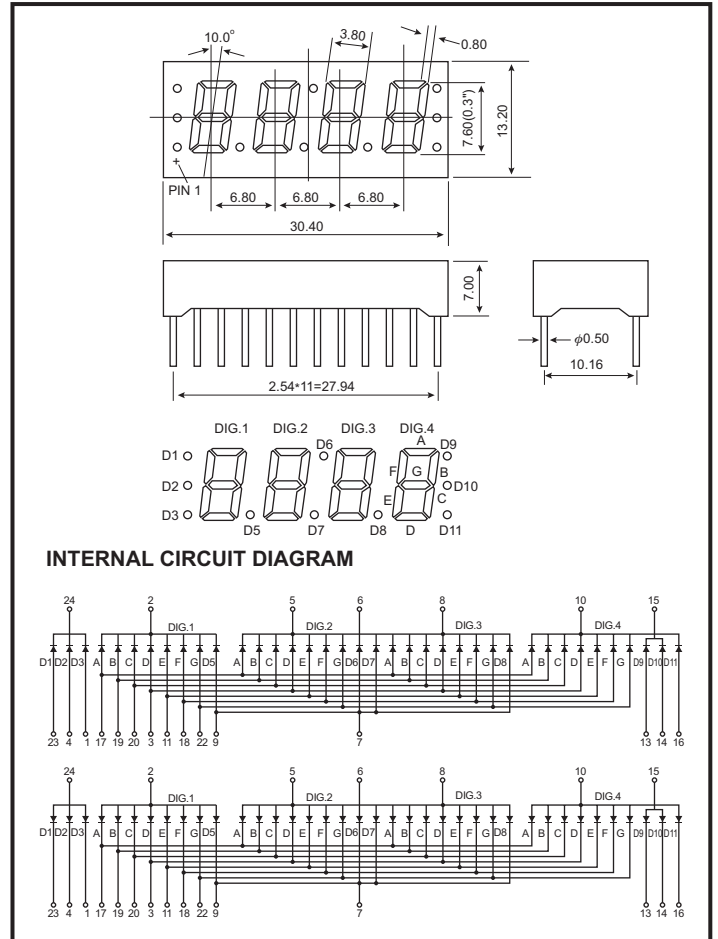 10.0°
3.80
0.80
7.60(0.3")
13.20
+
PIN 1
6.80 6.80 6.80
30.40
7.00
φ0.50
10.16
2.54*11=27.94
DIG.1 DIG.2 DIG.3 DIG.4
D6 A D9
D1
F G B
D2 D10
E C
D3
D5 D7 D8 D D11
INTERNAL CIRCUIT DIAGRAM
24 2 5 6 8 10 15
DIG.1 DIG.2 DIG.3 DIG.4
D1 D2 D3 A B C D E F G D5 A B C D E F G D6 D7 A B C D E F G D8 A B C D E F G D9 D10 D11
23 4 1 17 19 20 3 11 18 22 9 7 13 14 16
24 2 5 6 8 10 15
DIG.1 DIG.2 DIG.3 DIG.4
D1 D2 D3 A B C D E F G D5 A B C D E F G D6 D7 A B C D E F G D8 A B C D E F G D9 D10 D11
23 4 1 17 19 20 3 11 18 22 9 7 13 14 16